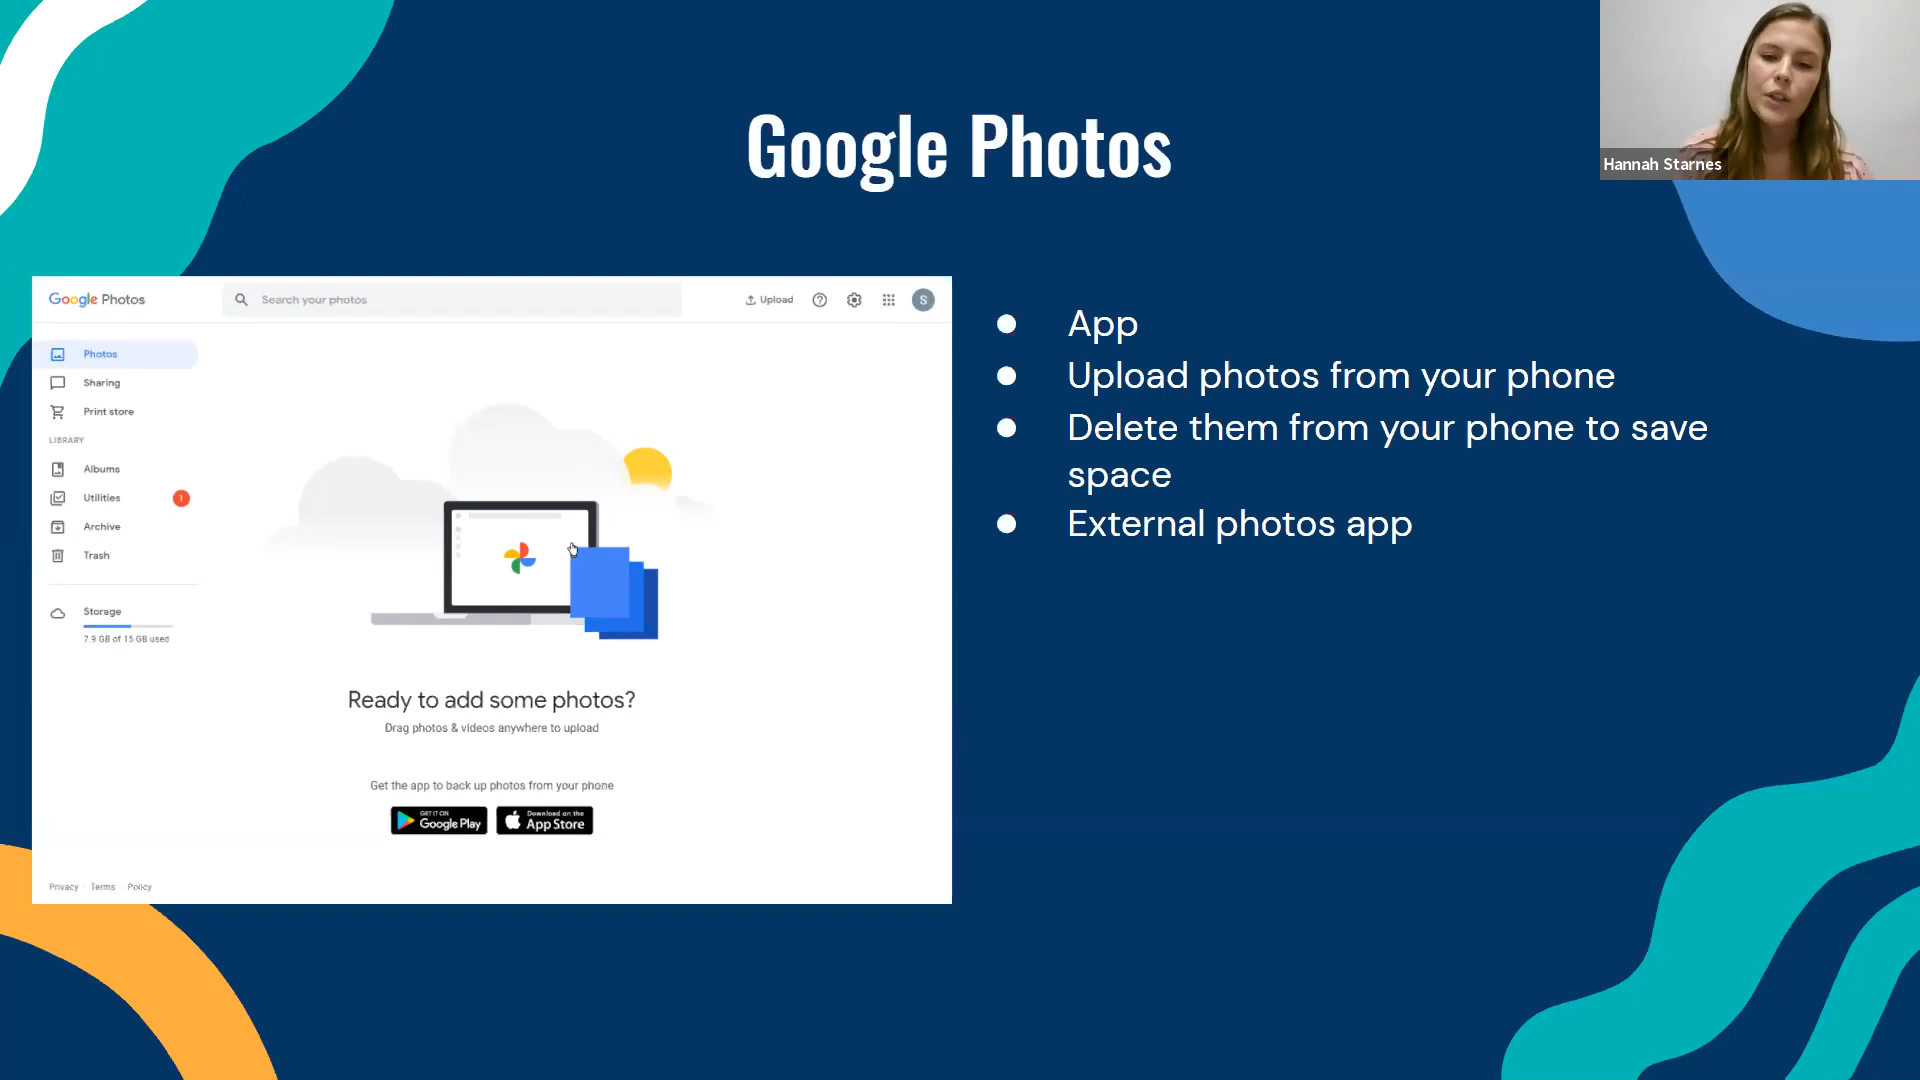 Google Photos
Hannah Starnes
Google Photos
Search your photos
Upload
S
Photos
Sharing
Print store
LIBRARY
Albums
Utilities
1
Archive
Trash
Storage
7.9 GB of 15 GB used
Ready to add some photos?
Drag photos & videos anywhere to upload
Get the app to back up photos from your phone
GET IT ON
Google Play
Download on the
App Store
Privacy · Terms · Policy
● App
● Upload photos from your phone
● Delete them from your phone to save
space
● External photos app